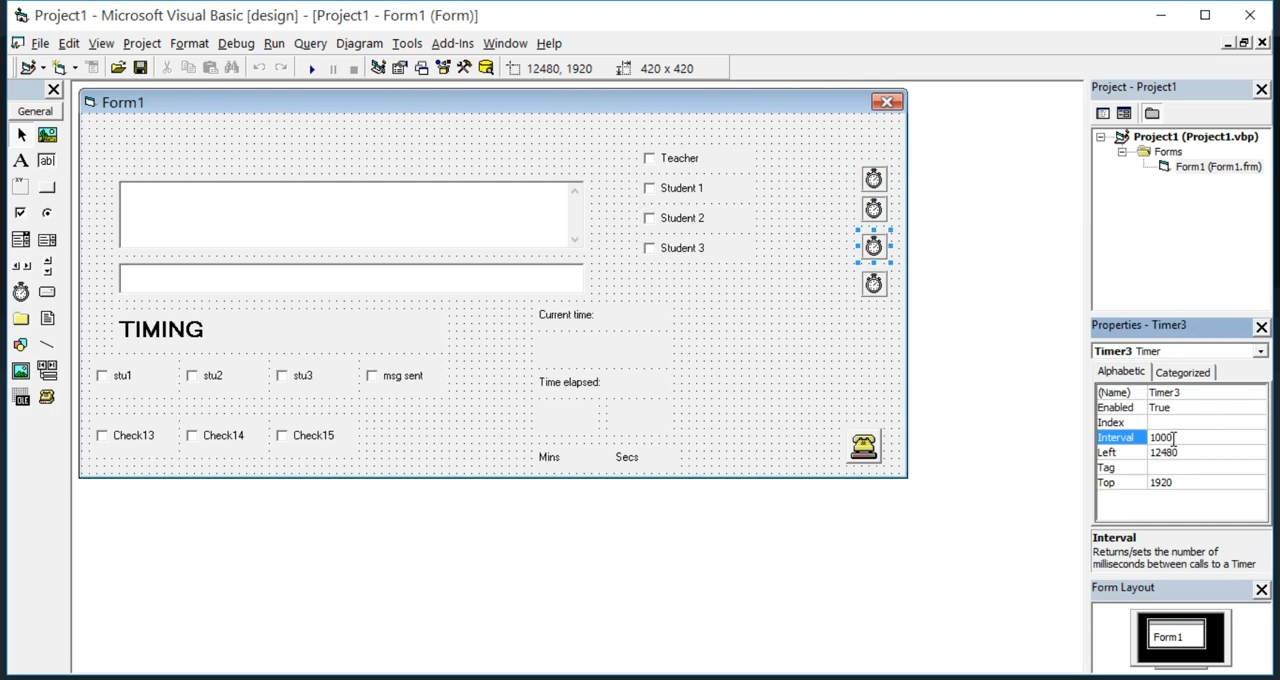 Project1 - Microsoft Visual Basic [design] - [Project1 - Form1 (Form)]
File Edit View Project Format Debug Run Query Diagram Tools Add-Ins Window Help
12480, 1920 420 x 420
General
A ab|
XY
OLE
Form1
Teacher
Student 1
Student 2
Student 3
Current time:
TIMING
stu1 stu2 stu3 msg sent
Time elapsed:
Check13 Check14 Check15
Mins Secs
Project - Project1
Project1 (Project1.vbp)
Forms
Form1 (Form1.frm)
Properties - Timer3
Timer3 Timer
Alphabetic Categorized
(Name) Timer3
Enabled True
Index
Interval 1000
Left 12480
Tag
Top 1920
Interval
Returns/sets the number of
milliseconds between calls to a Timer
Form Layout
Form1